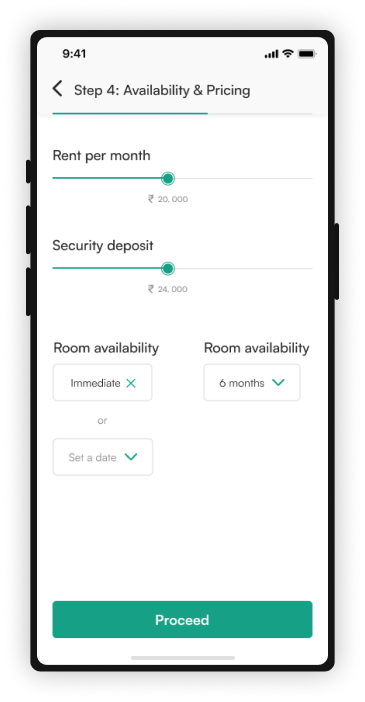 9:41
Step 4: Availability & Pricing
Rent per month
₹ 20, 000
Security deposit
₹ 24, 000
Room availability
Room availability
Immediate
6 months
or
Set a date
Proceed